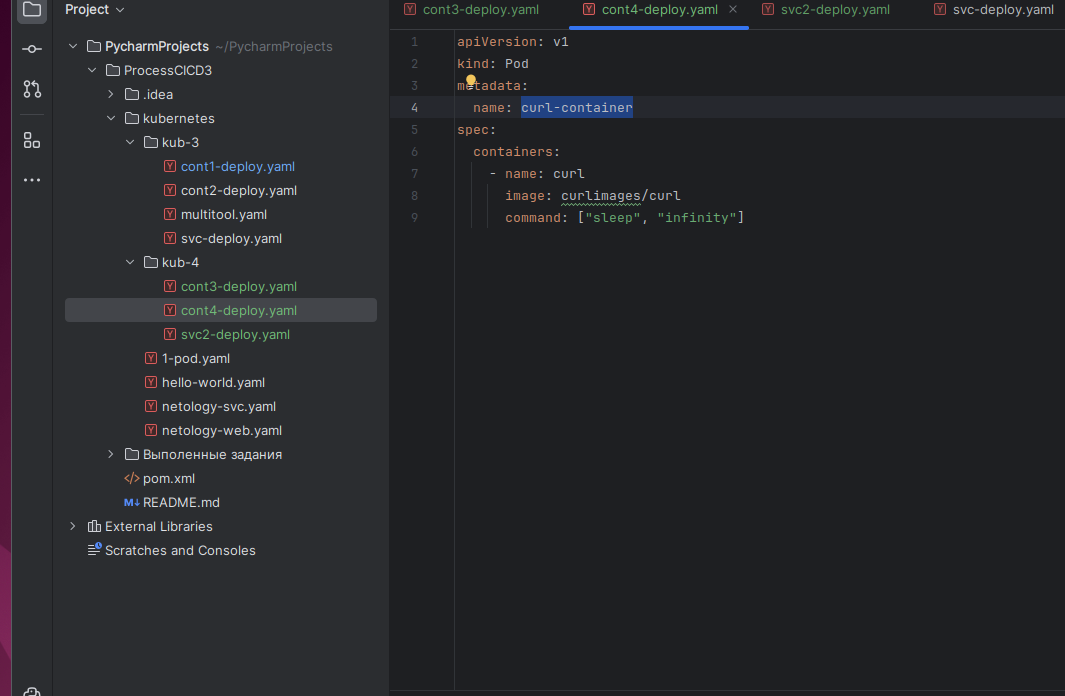 Project
PycharmProjects ~/PycharmProjects
ProcessCICD3
.idea
kubernetes
kub-3
cont1-deploy.yaml
cont2-deploy.yaml
multitool.yaml
svc-deploy.yaml
kub-4
cont3-deploy.yaml
cont4-deploy.yaml
svc2-deploy.yaml
1-pod.yaml
hello-world.yaml
netology-svc.yaml
netology-web.yaml
Выполенные задания
pom.xml
README.md
External Libraries
Scratches and Consoles
cont3-deploy.yaml cont4-deploy.yaml svc2-deploy.yaml svc-deploy.yaml
1 apiVersion: v1
2 kind: Pod
3 metadata:
4 name: curl-container
5 spec:
6 containers:
7 - name: curl
8 image: curlimages/curl
9 command: ["sleep", "infinity"]